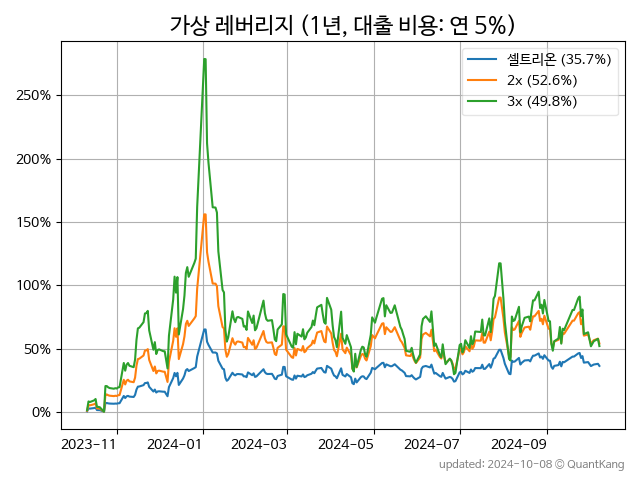 가상 레버리지 (1년, 대출 비용: 연 5%)
셀트리온 (35.7%)
2x (52.6%)
3x (49.8%)
250%
200%
150%
100%
50%
0%
2023-11 2024-01 2024-03 2024-05 2024-07 2024-09
updated: 2024-10-08 © QuantKang